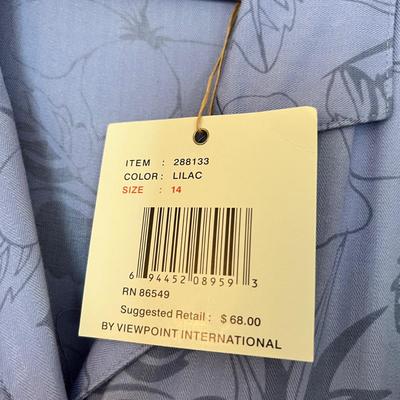 ITEM : 288133
COLOR : LILAC
SIZE : 14
6 94452 08959 3
RN 86549
Suggested Retail : $ 68.00
BY VIEWPOINT INTERNATIONAL